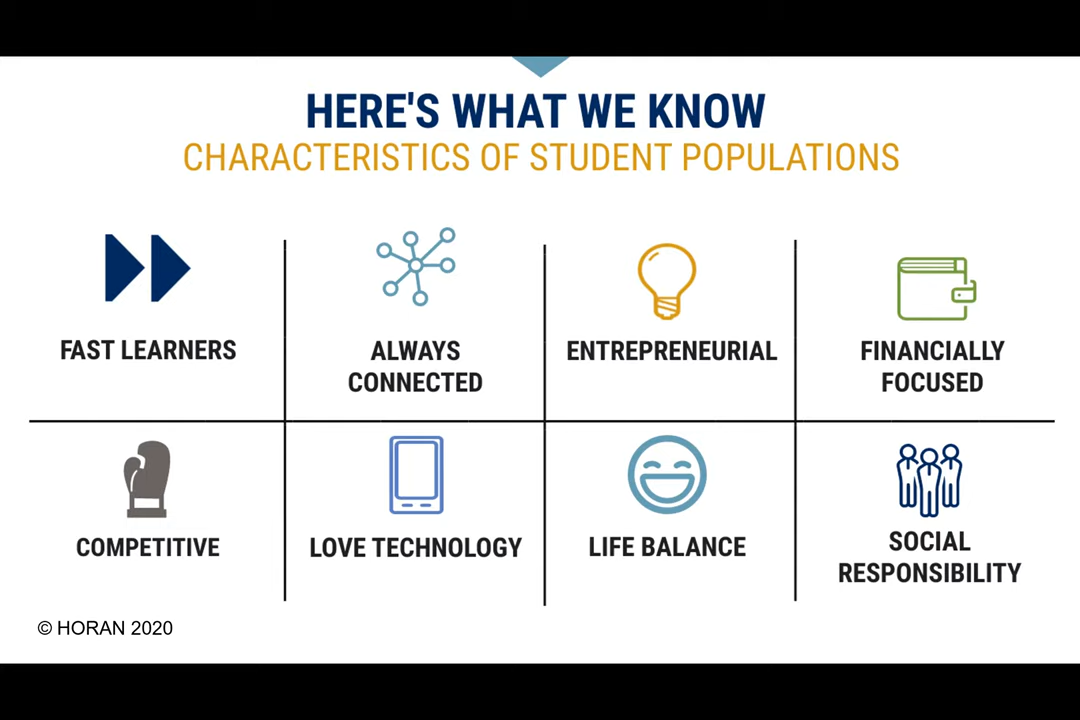 HERE'S WHAT WE KNOW
CHARACTERISTICS OF STUDENT POPULATIONS
FAST LEARNERS
ALWAYS
CONNECTED
ENTREPRENEURIAL
FINANCIALLY
FOCUSED
COMPETITIVE
LOVE TECHNOLOGY
LIFE BALANCE
SOCIAL
RESPONSIBILITY
© HORAN 2020